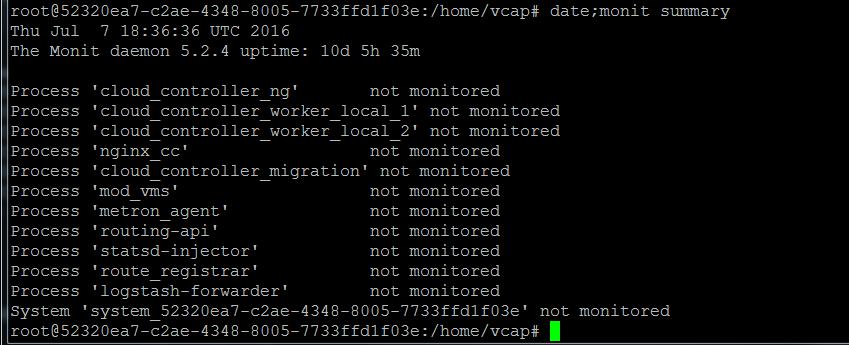 root@52320ea7-c2ae-4348-8005-7733ffd1f03e:/home/vcap# date;monit summary
Thu Jul  7 18:36:36 UTC 2016
The Monit daemon 5.2.4 uptime: 10d 5h 35m

Process 'cloud_controller_ng'       not monitored
Process 'cloud_controller_worker_local_1' not monitored
Process 'cloud_controller_worker_local_2' not monitored
Process 'nginx_cc'                  not monitored
Process 'cloud_controller_migration' not monitored
Process 'mod_vms'                   not monitored
Process 'metron_agent'              not monitored
Process 'routing-api'               not monitored
Process 'statsd-injector'           not monitored
Process 'route_registrar'           not monitored
Process 'logstash-forwarder'        not monitored
System 'system_52320ea7-c2ae-4348-8005-7733ffd1f03e' not monitored
root@52320ea7-c2ae-4348-8005-7733ffd1f03e:/home/vcap#